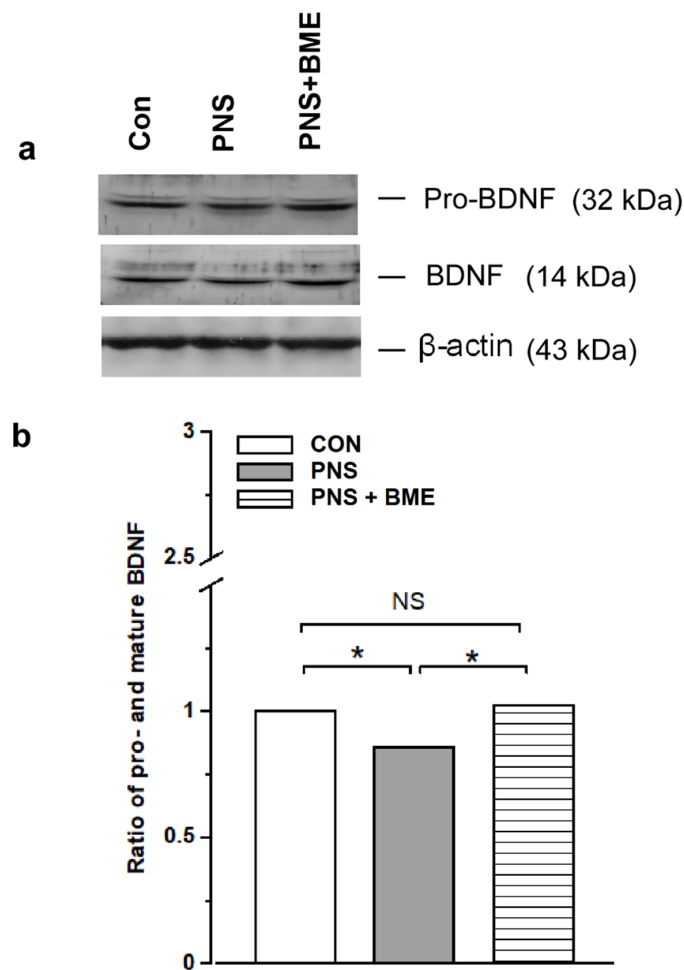 a
Con
PNS
PNS+BME
Pro-BDNF (32 kDa)
BDNF (14 kDa)
β-actin (43 kDa)
b
Ratio of pro- and mature BDNF
3
2.5
1
0.5
0
CON
PNS
PNS + BME
NS
*
*